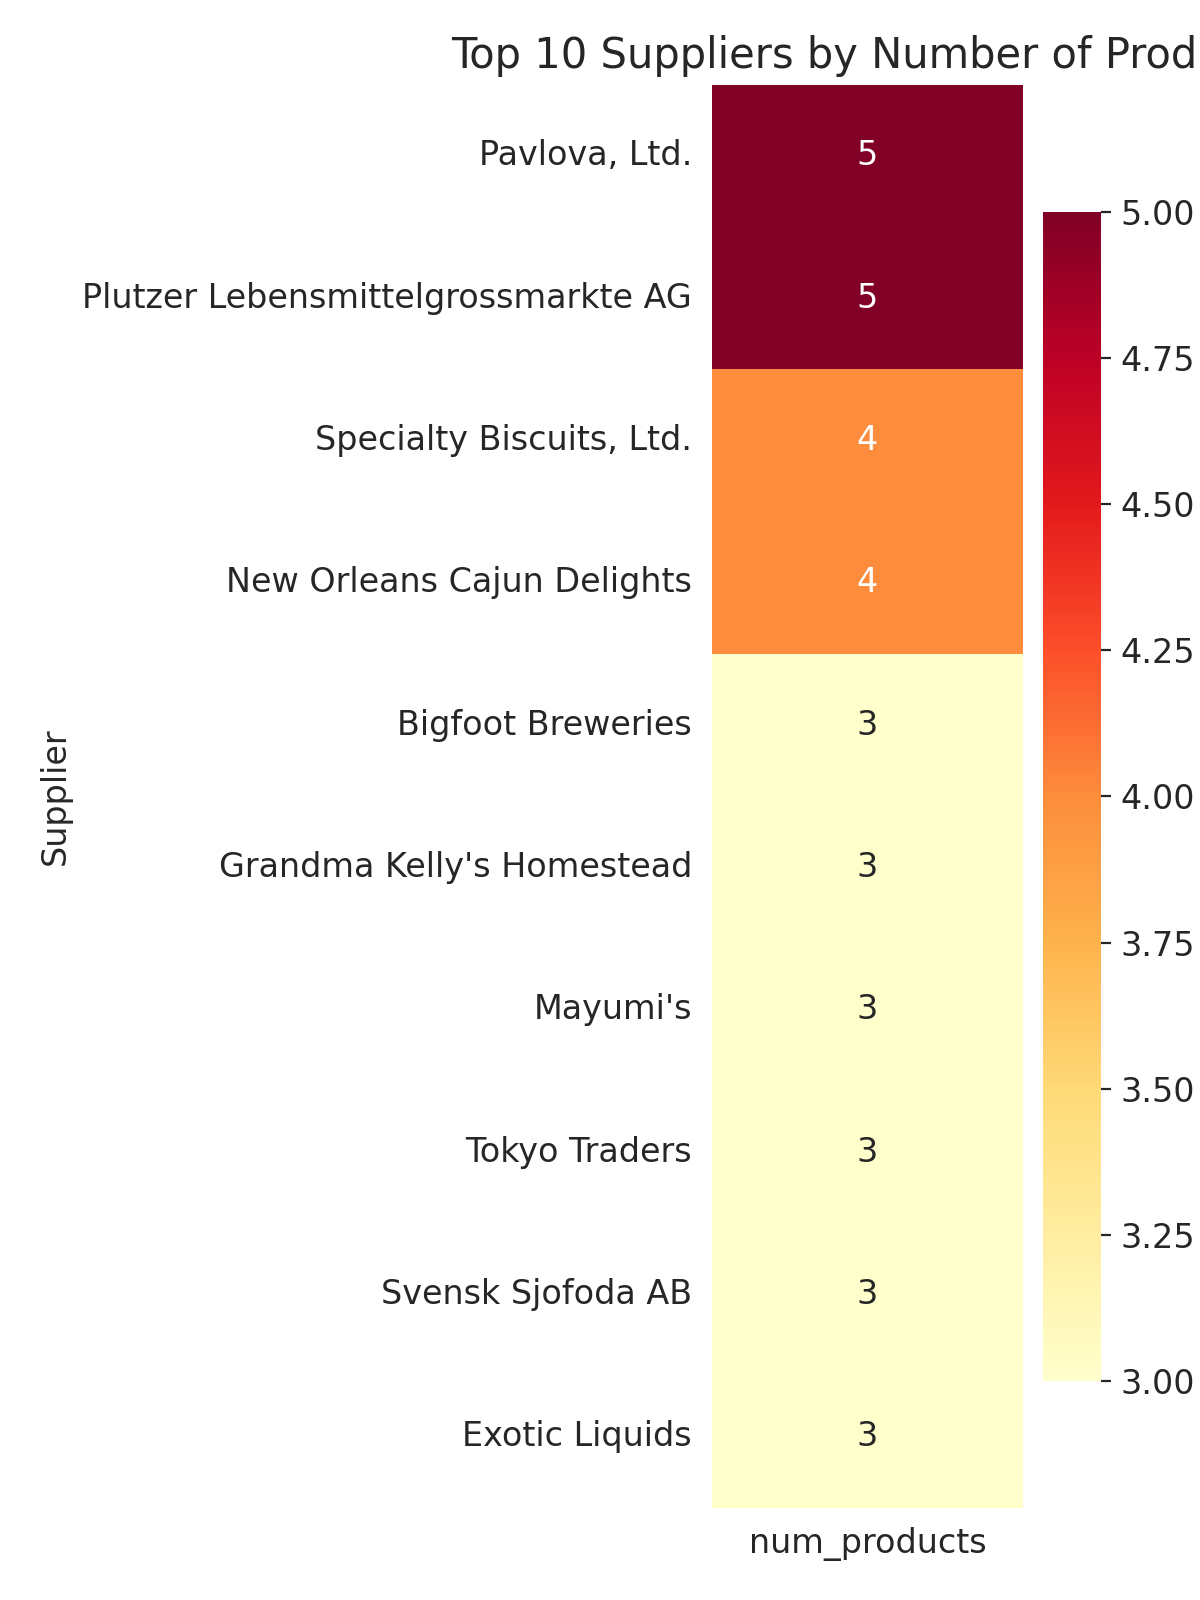 Top 10 Suppliers by Number of Prod
Pavlova, Ltd. 5
Plutzer Lebensmittelgrossmarkte AG 5
Specialty Biscuits, Ltd. 4
New Orleans Cajun Delights 4
Bigfoot Breweries 3
Grandma Kelly's Homestead 3
Mayumi's 3
Tokyo Traders 3
Svensk Sjofoda AB 3
Exotic Liquids 3
Supplier
num_products
5.00
4.75
4.50
4.25
4.00
3.75
3.50
3.25
3.00